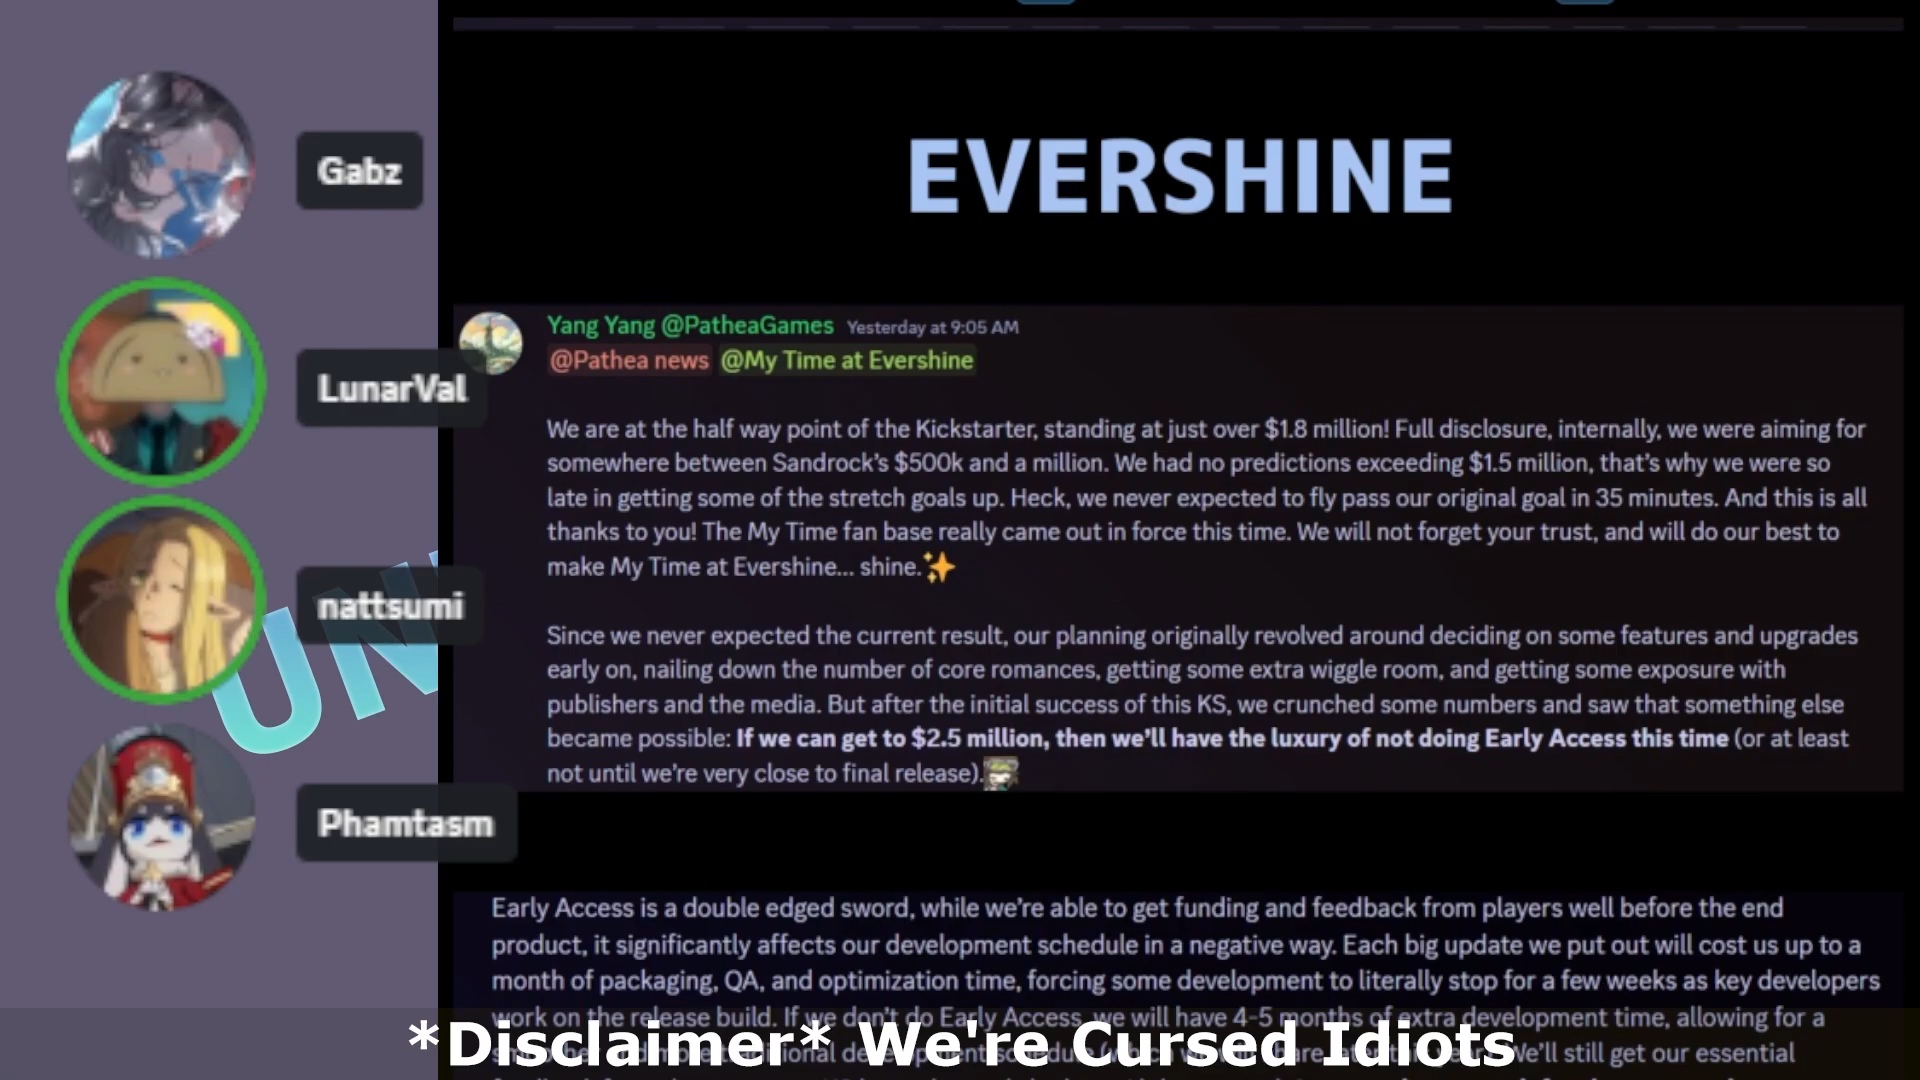 Gabz
LunarVal
nattsumi
Phamtasm
UN
EVERSHINE
Yang Yang @PatheaGames Yesterday at 9:05 AM
@Pathea news @My Time at Evershine
We are at the half way point of the Kickstarter, standing at just over $1.8 million! Full disclosure, internally, we were aiming for
somewhere between Sandrock's $500k and a million. We had no predictions exceeding $1.5 million, that's why we were so
late in getting some of the stretch goals up. Heck, we never expected to fly pass our original goal in 35 minutes. And this is all
thanks to you! The My Time fan base really came out in force this time. We will not forget your trust, and will do our best to
make My Time at Evershine... shine.✨
Since we never expected the current result, our planning originally revolved around deciding on some features and upgrades
early on, nailing down the number of core romances, getting some extra wiggle room, and getting some exposure with
publishers and the media. But after the initial success of this KS, we crunched some numbers and saw that something else
became possible: If we can get to $2.5 million, then we'll have the luxury of not doing Early Access this time (or at least
not until we're very close to final release).
Early Access is a double edged sword, while we're able to get funding and feedback from players well before the end
product, it significantly affects our development schedule in a negative way. Each big update we put out will cost us up to a
month of packaging, QA, and optimization time, forcing some development to literally stop for a few weeks as key developers
work on the release build. If we don't do Early Access, we will have 4-5 months of extra development time, allowing for a
We'll still get our essential
*Disclaimer* We're Cursed Idiots